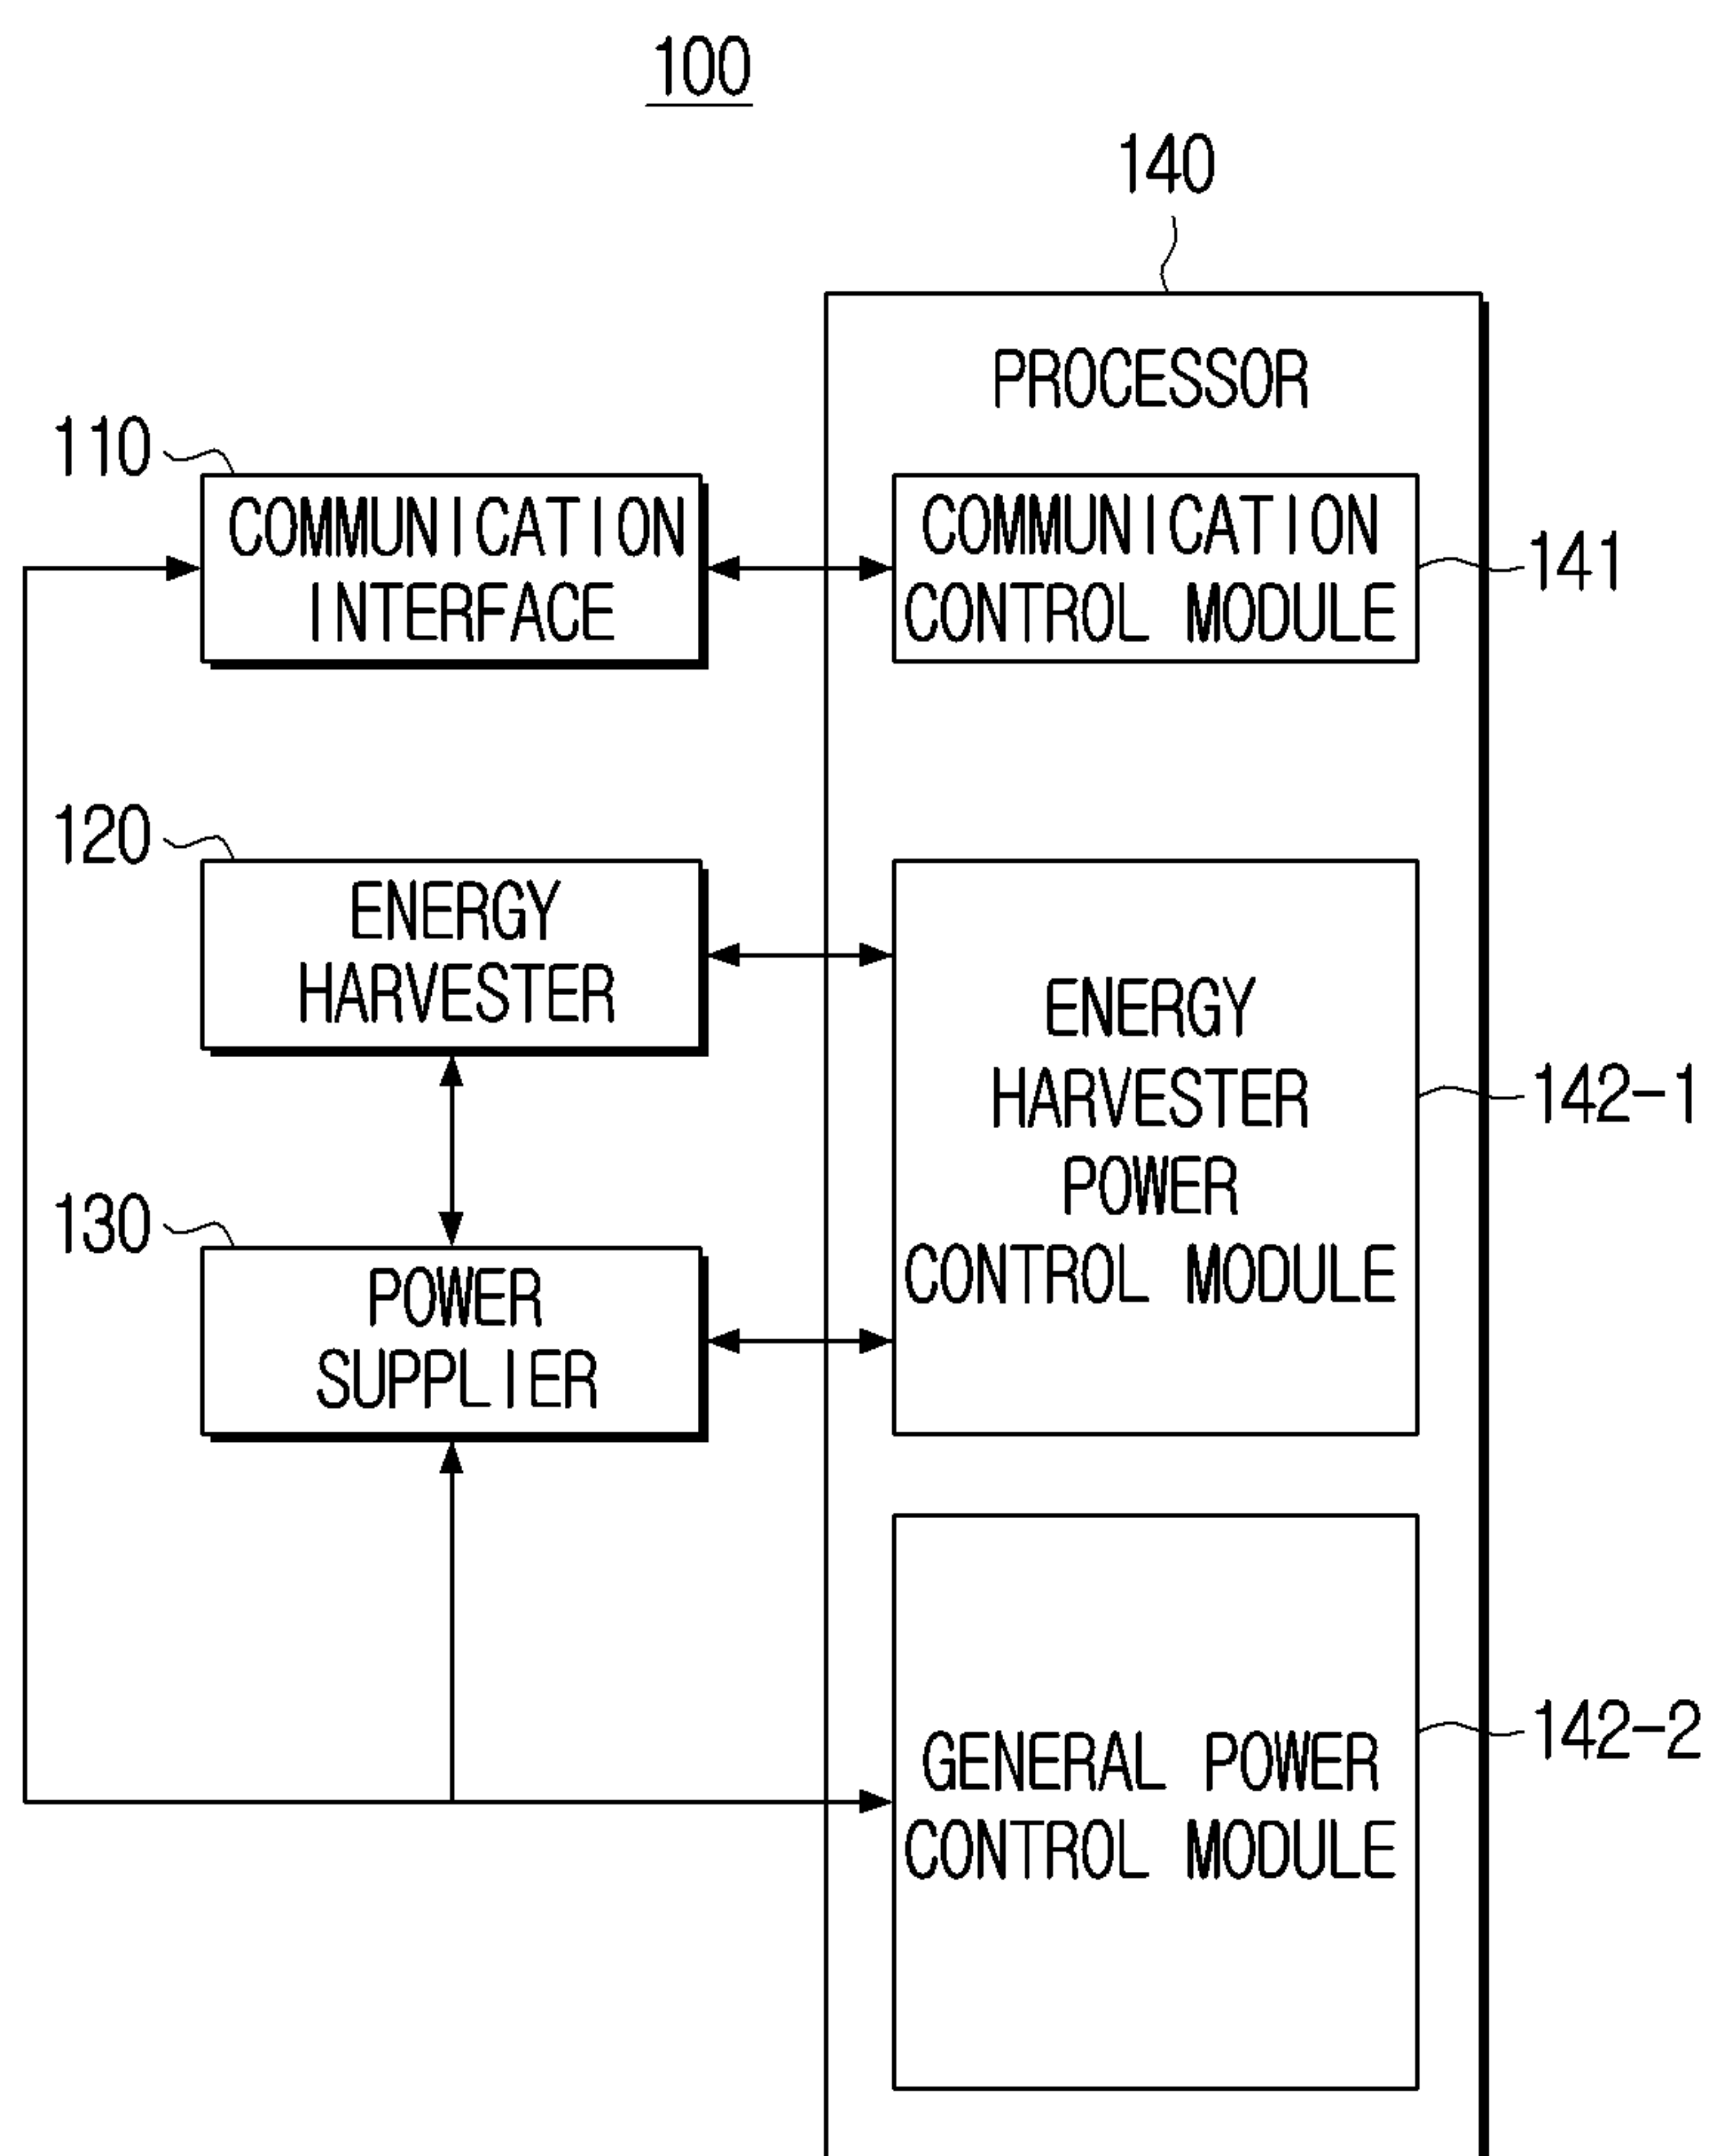 100
140
PROCESSOR
110
COMMUNICATION
INTERFACE
COMMUNICATION
CONTROL MODULE
141
120
ENERGY
HARVESTER
ENERGY
HARVESTER
POWER
CONTROL MODULE
142-1
130
POWER
SUPPLIER
GENERAL POWER
CONTROL MODULE
142-2